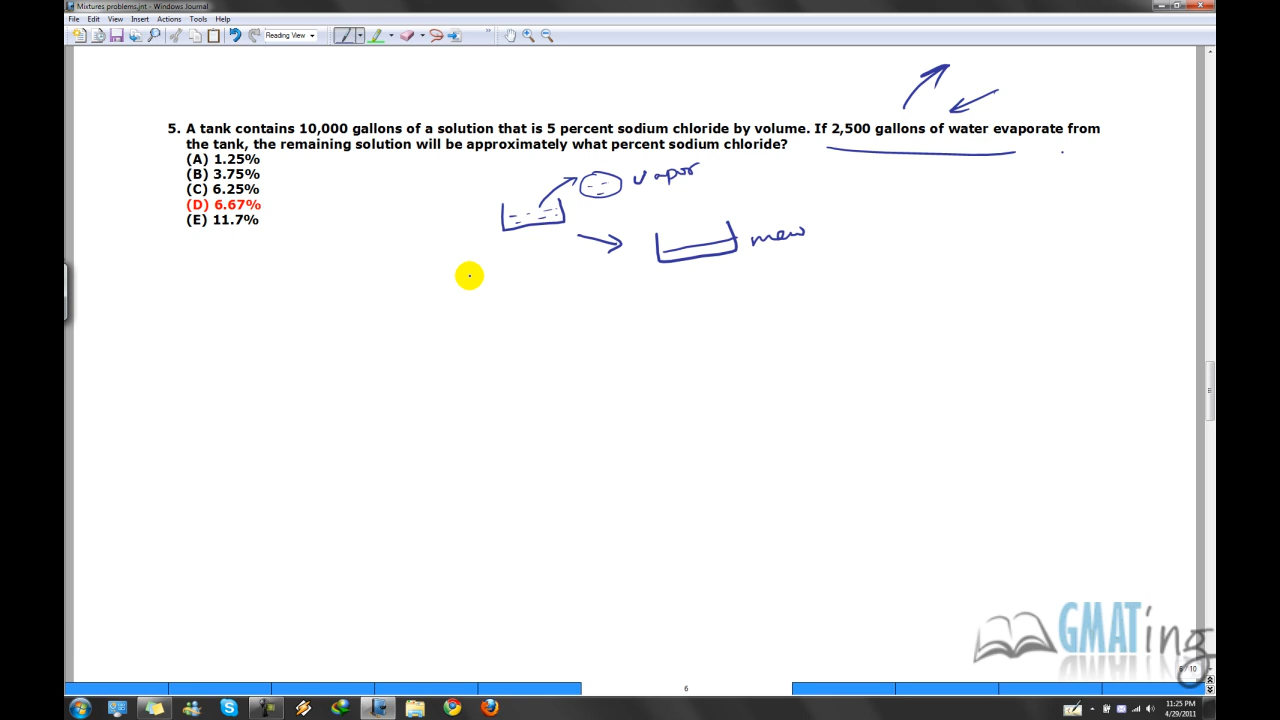 Mixtures problems.jnt - Windows Journal
File Edit View Insert Actions Tools Help
Reading View
5. A tank contains 10,000 gallons of a solution that is 5 percent sodium chloride by volume. If 2,500 gallons of water evaporate from
the tank, the remaining solution will be approximately what percent sodium chloride?
(A) 1.25%
(B) 3.75%
(C) 6.25%
(D) 6.67%
(E) 11.7%
vapor
new
GMATing
6 / 10
6
11:25 PM
4/29/2011